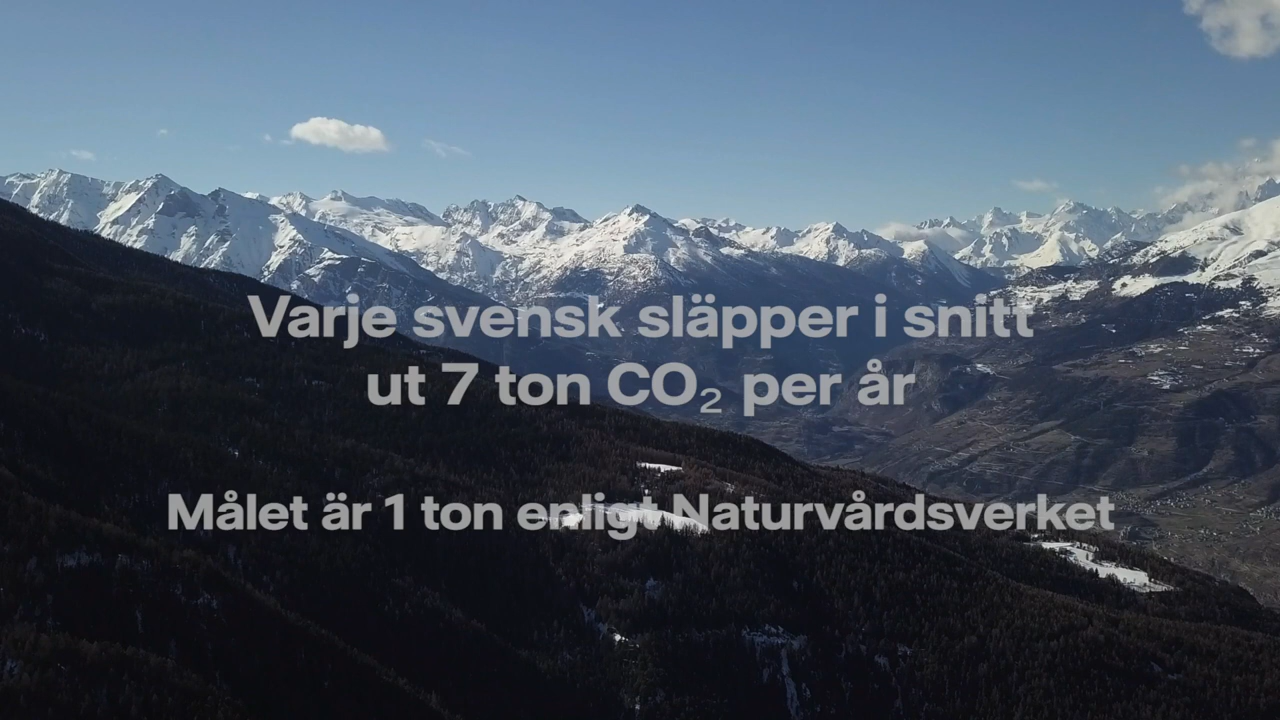 Varje svensk släpper i snitt
ut 7 ton CO₂ per år
Målet är 1 ton enligt Naturvårdsverket